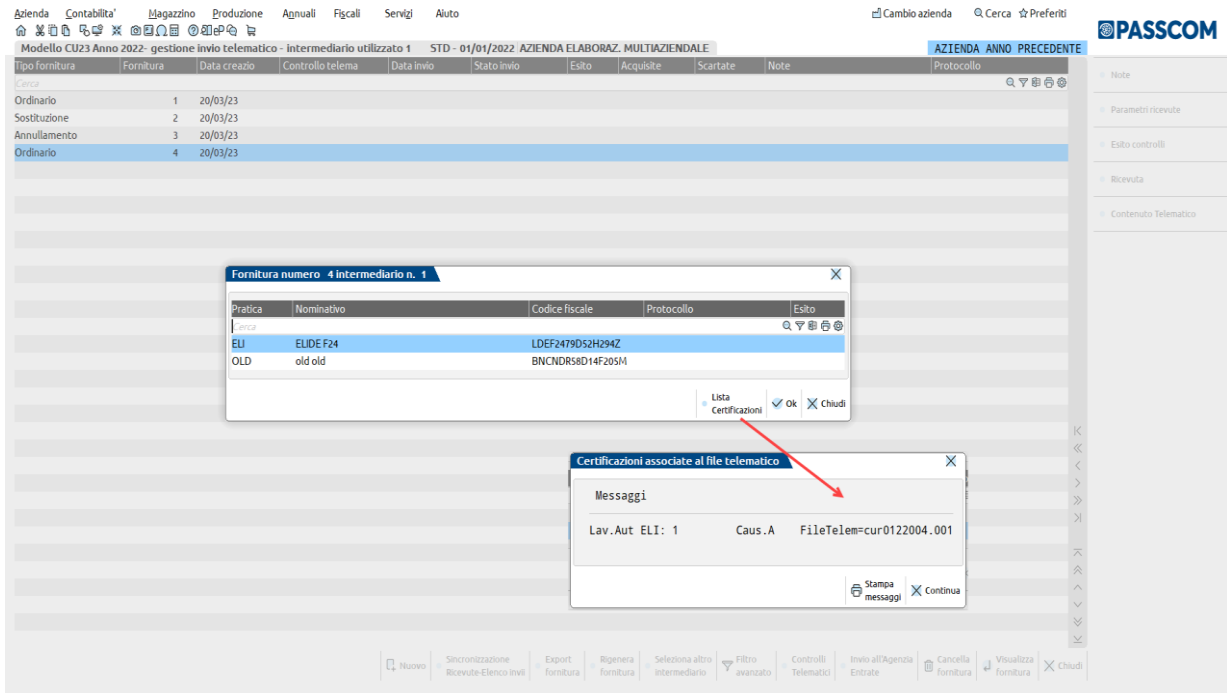 Azienda Contabilita' Magazzino Produzione Annuali Fiscali Servizi Aiuto Cambio azienda Cerca Preferiti
PASSCOM
Modello CU23 Anno 2022- gestione invio telematico - intermediario utilizzato 1 STD - 01/01/2022 AZIENDA ELABORAZ. MULTIAZIENDALE AZIENDA ANNO PRECEDENTE
Tipo fornitura Fornitura Data creazio Controllo telema Data invio Stato invio Esito Acquisite Scartate Note Protocollo
Cerca
Ordinario 1 20/03/23
Sostituzione 2 20/03/23
Annullamento 3 20/03/23
Ordinario 4 20/03/23
Note
Parametri ricevute
Esito controlli
Ricevuta
Contenuto Telematico
Fornitura numero 4 intermediario n. 1
Pratica Nominativo Codice fiscale Protocollo Esito
Cerca
ELI ELIDE F24 LDEF2479D52H294Z
OLD old old BNCNDR58D14F205M
Lista Certificazioni Ok Chiudi
Certificazioni associate al file telematico
Messaggi
Lav.Aut ELI: 1 Caus.A FileTelem=cur0122004.001
Stampa messaggi Continua
Nuovo Sincronizzazione Ricevute-Elenco invii Export fornitura Rigenera fornitura Seleziona altro intermediario Filtro avanzato Controlli Telematici Invio all'Agenzia Entrate Cancella fornitura Visualizza fornitura Chiudi